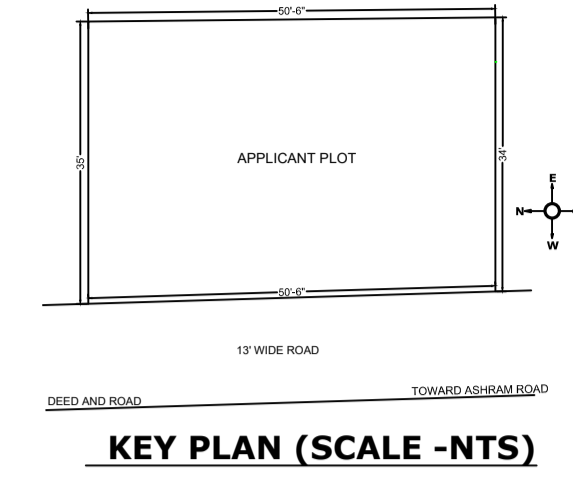 50'-6"
35'
APPLICANT PLOT
34'
E
N
W
50'-6"
13' WIDE ROAD
DEED AND ROAD
TOWARD ASHRAM ROAD
KEY PLAN (SCALE -NTS)